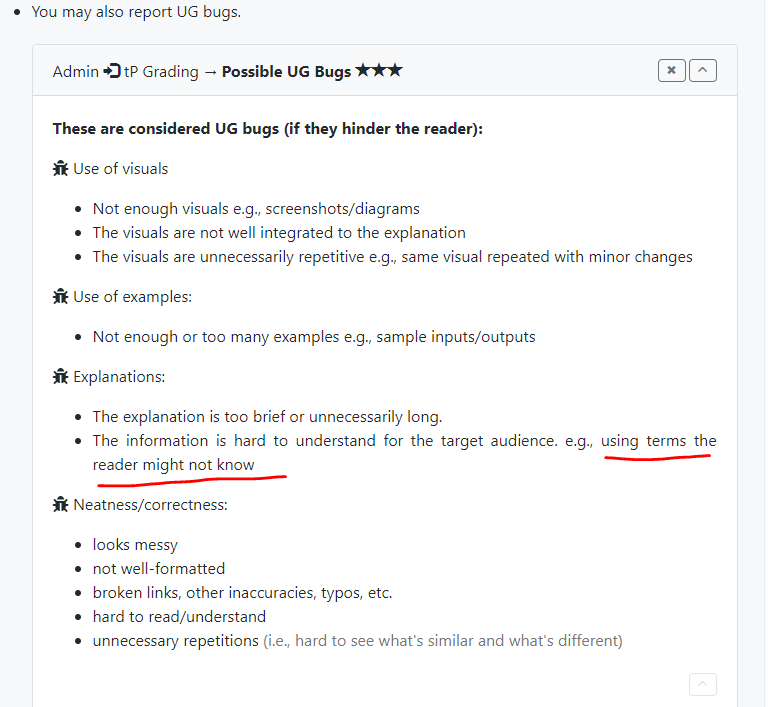 You may also report UG bugs.
Admin tP Grading → Possible UG Bugs ★★★
These are considered UG bugs (if they hinder the reader):
Use of visuals
Not enough visuals e.g., screenshots/diagrams
The visuals are not well integrated to the explanation
The visuals are unnecessarily repetitive e.g., same visual repeated with minor changes
Use of examples:
Not enough or too many examples e.g., sample inputs/outputs
Explanations:
The explanation is too brief or unnecessarily long.
The information is hard to understand for the target audience. e.g., using terms the
reader might not know
Neatness/correctness:
looks messy
not well-formatted
broken links, other inaccuracies, typos, etc.
hard to read/understand
unnecessary repetitions (i.e., hard to see what's similar and what's different)